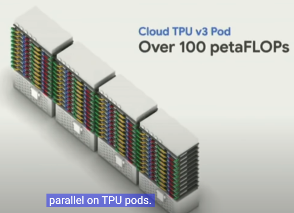 Cloud TPU v3 Pod
Over 100 petaFLOPs
parallel on TPU pods.